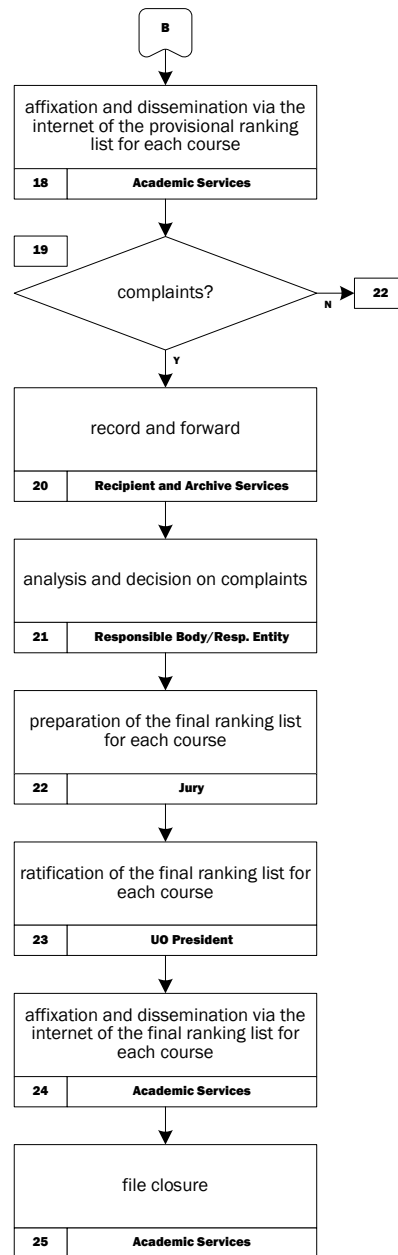 B
affixation and dissemination via the
internet of the provisional ranking
list for each course
18 Academic Services
19
complaints?
N 22
Y
record and forward
20 Recipient and Archive Services
analysis and decision on complaints
21 Responsible Body/Resp. Entity
preparation of the final ranking list
for each course
22 Jury
ratification of the final ranking list for
each course
23 UO President
affixation and dissemination via the
internet of the final ranking list for
each course
24 Academic Services
file closure
25 Academic Services